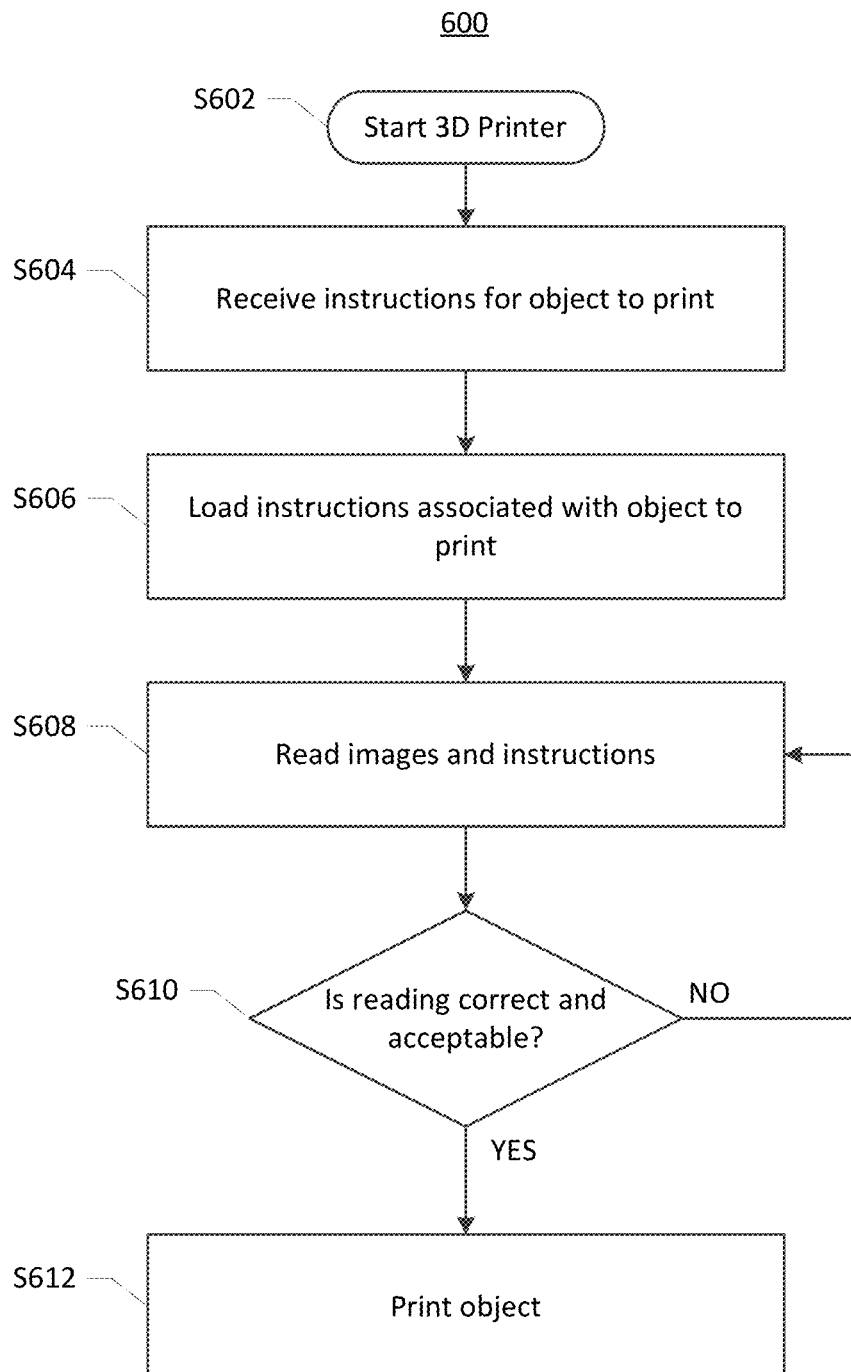 600
S602
Start 3D Printer
S604
Receive instructions for object to print
S606
Load instructions associated with object to
print
S608
Read images and instructions
S610
Is reading correct and
acceptable?
NO
YES
S612
Print object